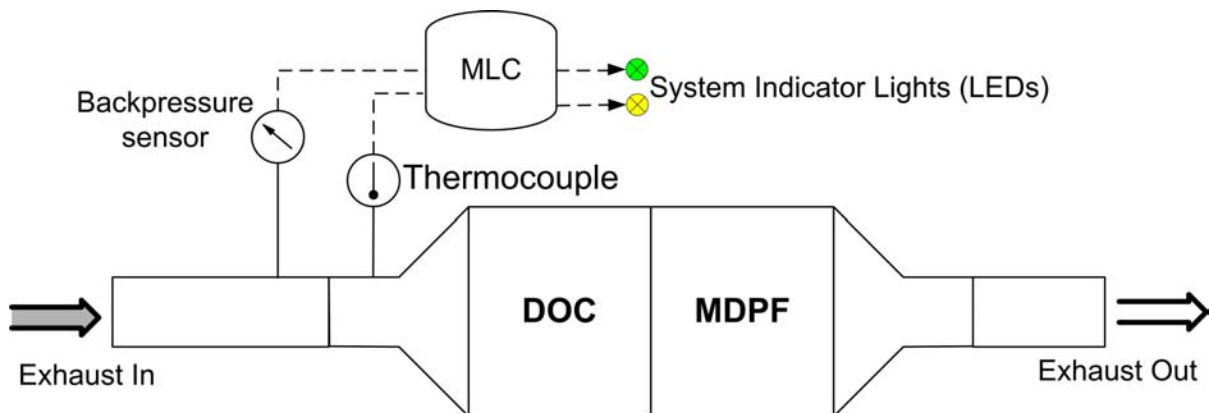 MLC
System Indicator Lights (LEDs)
Backpressure
sensor
Thermocouple
DOC
MDPF
Exhaust In
Exhaust Out